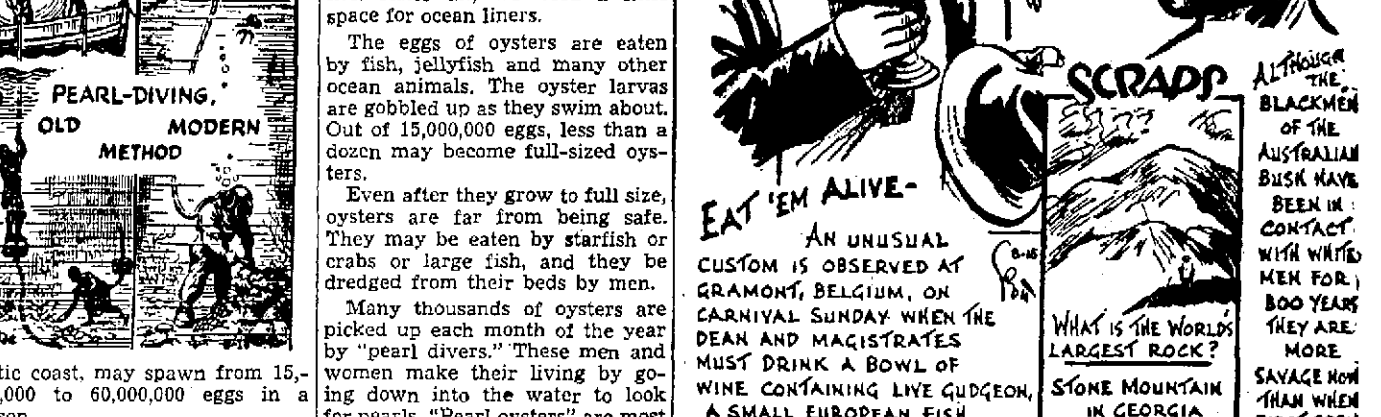 PEARL-DIVING,
OLD MODERN
METHOD
tic coast, may spawn from 15,-
,000 to 60,000,000 eggs in a
space for ocean liners.
The eggs of oysters are eaten
by fish, jellyfish and many other
ocean animals. The oyster larvas
are gobbled up as they swim about.
Out of 15,000,000 eggs, less than a
dozen may become full-sized oys-
ters.
Even after they grow to full size,
oysters are far from being safe.
They may be eaten by starfish or
crabs or large fish, and they be
dredged from their beds by men.
Many thousands of oysters are
picked up each month of the year
by "pearl divers." These men and
women make their living by go-
ing down into the water to look
for pearls. "Pearl oysters" are most
EAT 'EM ALIVE-
AN UNUSUAL
CUSTOM IS OBSERVED AT
GRAMONT, BELGIUM, ON
CARNIVAL SUNDAY WHEN THE
DEAN AND MAGISTRATES
MUST DRINK A BOWL OF
WINE CONTAINING LIVE GUDGEON,
A SMALL EUROPEAN FISH
SCRAPS
WHAT IS THE WORLD'S
LARGEST ROCK?
STONE MOUNTAIN
IN GEORGIA
ALTHOUGH
THE
BLACKMEN
OF THE
AUSTRALIAN
BUSH HAVE
BEEN IN
CONTACT
WITH WHITE
MEN FOR
300 YEARS
THEY ARE
MORE
SAVAGE NOW
THAN WHEN